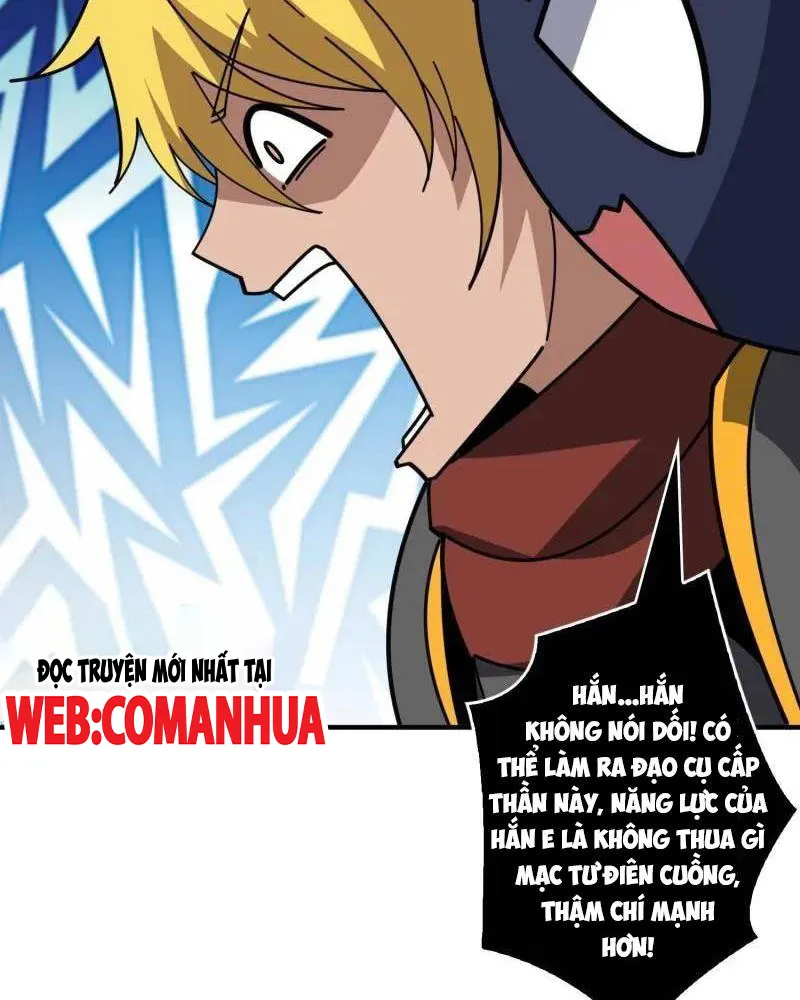 ĐỌC TRUYỆN MỚI NHẤT TẠI
WEB:COMANHUA
HẮN...HẮN
KHÔNG NÓI DỐI! CÓ
THỂ LÀM RA ĐẠO CỤ CẤP
THẦN NÀY, NĂNG LỰC CỦA
HẮN E LÀ KHÔNG THUA GÌ
MẠC TƯ ĐIÊN CUỒNG,
THẬM CHÍ MẠNH
HƠN!